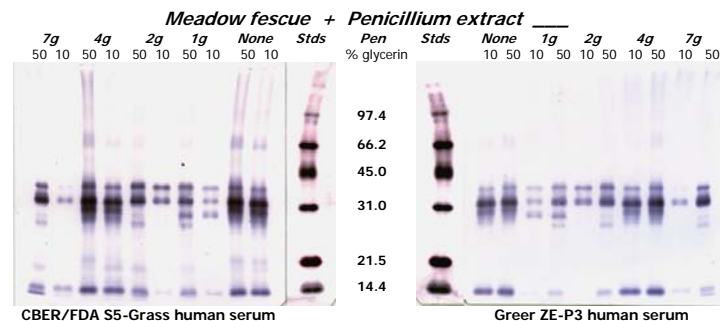 Meadow fescue + Penicillium extract ___
7g 4g 2g 1g None Stds Pen Stds None 1g 2g 4g 7g
50 10 50 10 50 10 50 10 50 10 % glycerin 10 50 10 50 10 50 10 50 10 50
97.4
66.2
45.0
31.0
21.5
14.4
CBER/FDA S5-Grass human serum Greer ZE-P3 human serum